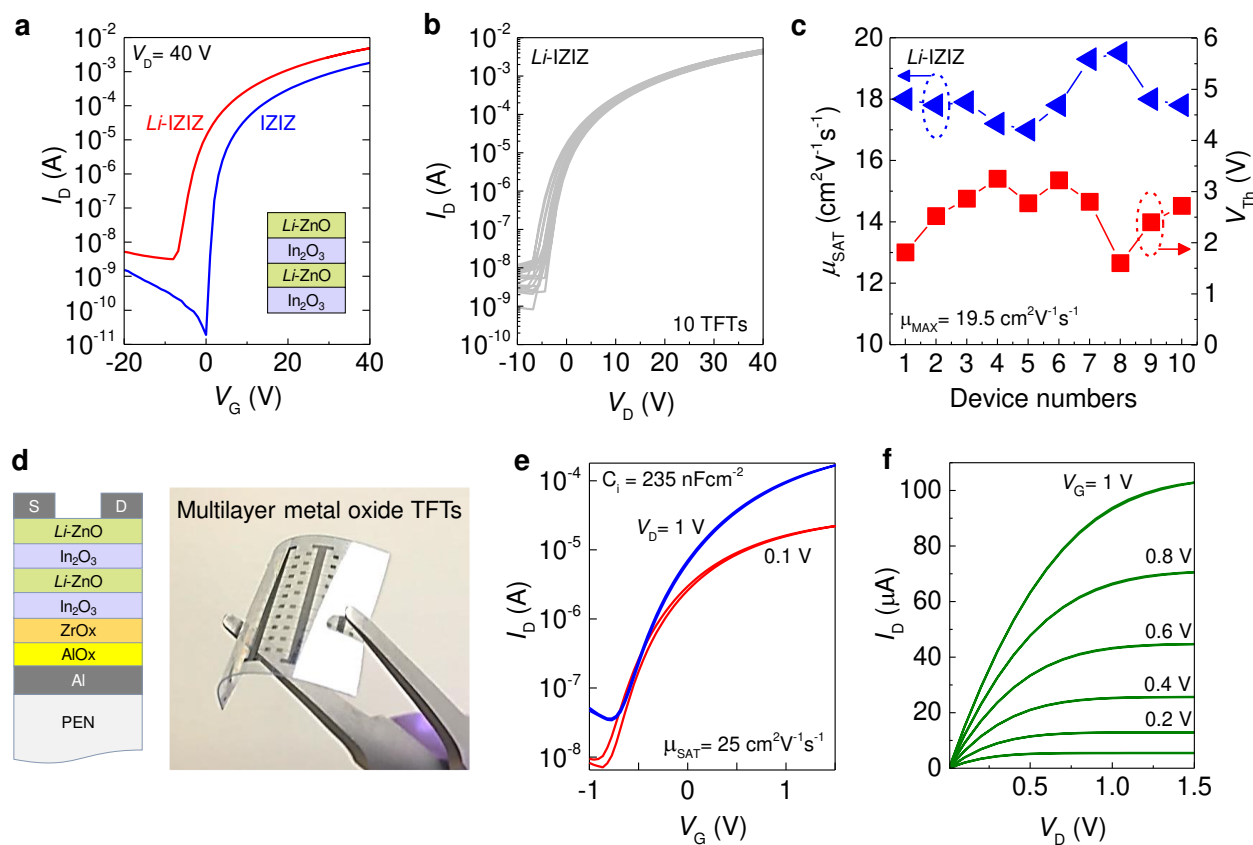 a
10⁻²
10⁻³
10⁻⁴
10⁻⁵
10⁻⁶
10⁻⁷
10⁻⁸
10⁻⁹
10⁻¹⁰
10⁻¹¹
I_D (A)
V_D= 40 V
Li-IZIZ
IZIZ
Li-ZnO
In₂O₃
Li-ZnO
In₂O₃
-20
0
20
40
V_G (V)
b
10⁻²
10⁻³
10⁻⁴
10⁻⁵
10⁻⁶
10⁻⁷
10⁻⁸
10⁻⁹
10⁻¹⁰
I_D (A)
Li-IZIZ
10 TFTs
-10
0
10
20
30
40
V_D (V)
c
20
18
16
14
12
10
μ_SAT (cm²V⁻¹s⁻¹)
Li-IZIZ
μ_MAX = 19.5 cm²V⁻¹s⁻¹
6
5
4
3
2
1
0
V_Th (V)
1 2 3 4 5 6 7 8 9 10
Device numbers
d
S
D
Li-ZnO
In₂O₃
Li-ZnO
In₂O₃
ZrOx
AlOx
Al
PEN
Multilayer metal oxide TFTs
e
10⁻⁴
10⁻⁵
10⁻⁶
10⁻⁷
10⁻⁸
I_D (A)
C_i = 235 nFcm⁻²
V_D= 1 V
0.1 V
μ_SAT= 25 cm²V⁻¹s⁻¹
-1
0
1
V_G (V)
f
100
80
60
40
20
0
I_D (μA)
V_G= 1 V
0.8 V
0.6 V
0.4 V
0.2 V
0.5
1.0
1.5
V_D (V)